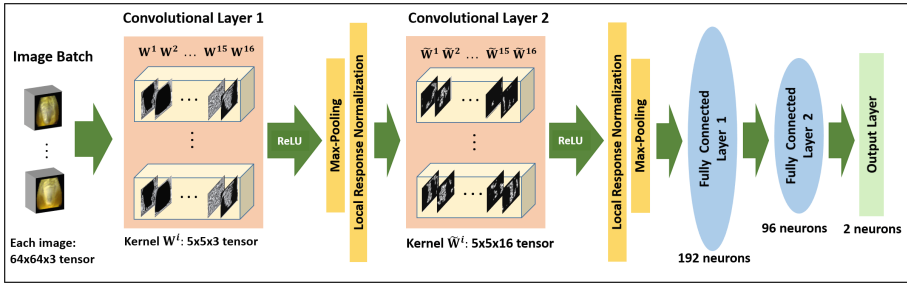 Image Batch
Each image:
64x64x3 tensor
Convolutional Layer 1
W¹ W² ... W¹⁵ W¹⁶
Kernel Wⁱ: 5x5x3 tensor
ReLU
Max-Pooling
Local Response Normalization
Convolutional Layer 2
W̃¹ W̃² ... W̃¹⁵ W̃¹⁶
Kernel W̃ⁱ: 5x5x16 tensor
ReLU
Local Response Normalization
Max-Pooling
Fully Connected
Layer 1
192 neurons
Fully Connected
Layer 2
96 neurons
Output Layer
2 neurons